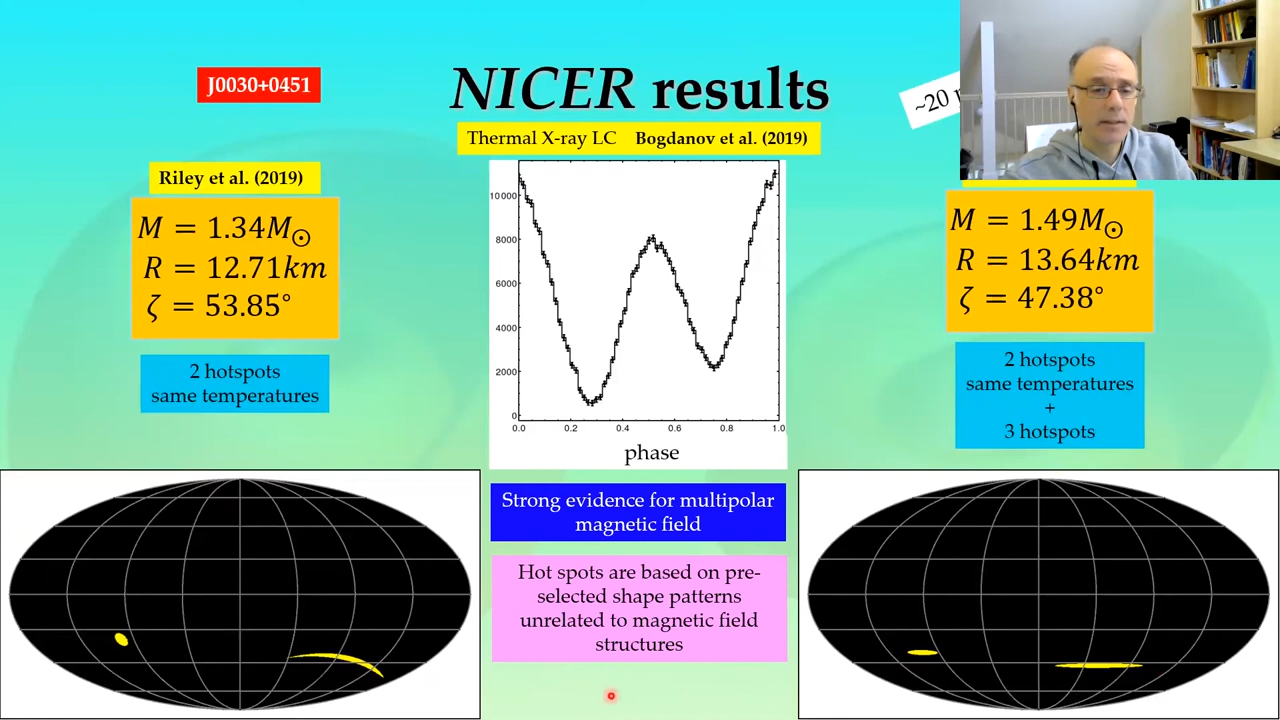 J0030+0451
NICER results
~20
Thermal X-ray LC Bogdanov et al. (2019)
Riley et al. (2019)
M = 1.34M⊙
R = 12.71km
ζ = 53.85°
2 hotspots
same temperatures
10000
8000
6000
4000
2000
0
0.0 0.2 0.4 0.6 0.8 1.0
phase
M = 1.49M⊙
R = 13.64km
ζ = 47.38°
2 hotspots
same temperatures
+
3 hotspots
Strong evidence for multipolar
magnetic field
Hot spots are based on pre-
selected shape patterns
unrelated to magnetic field
structures